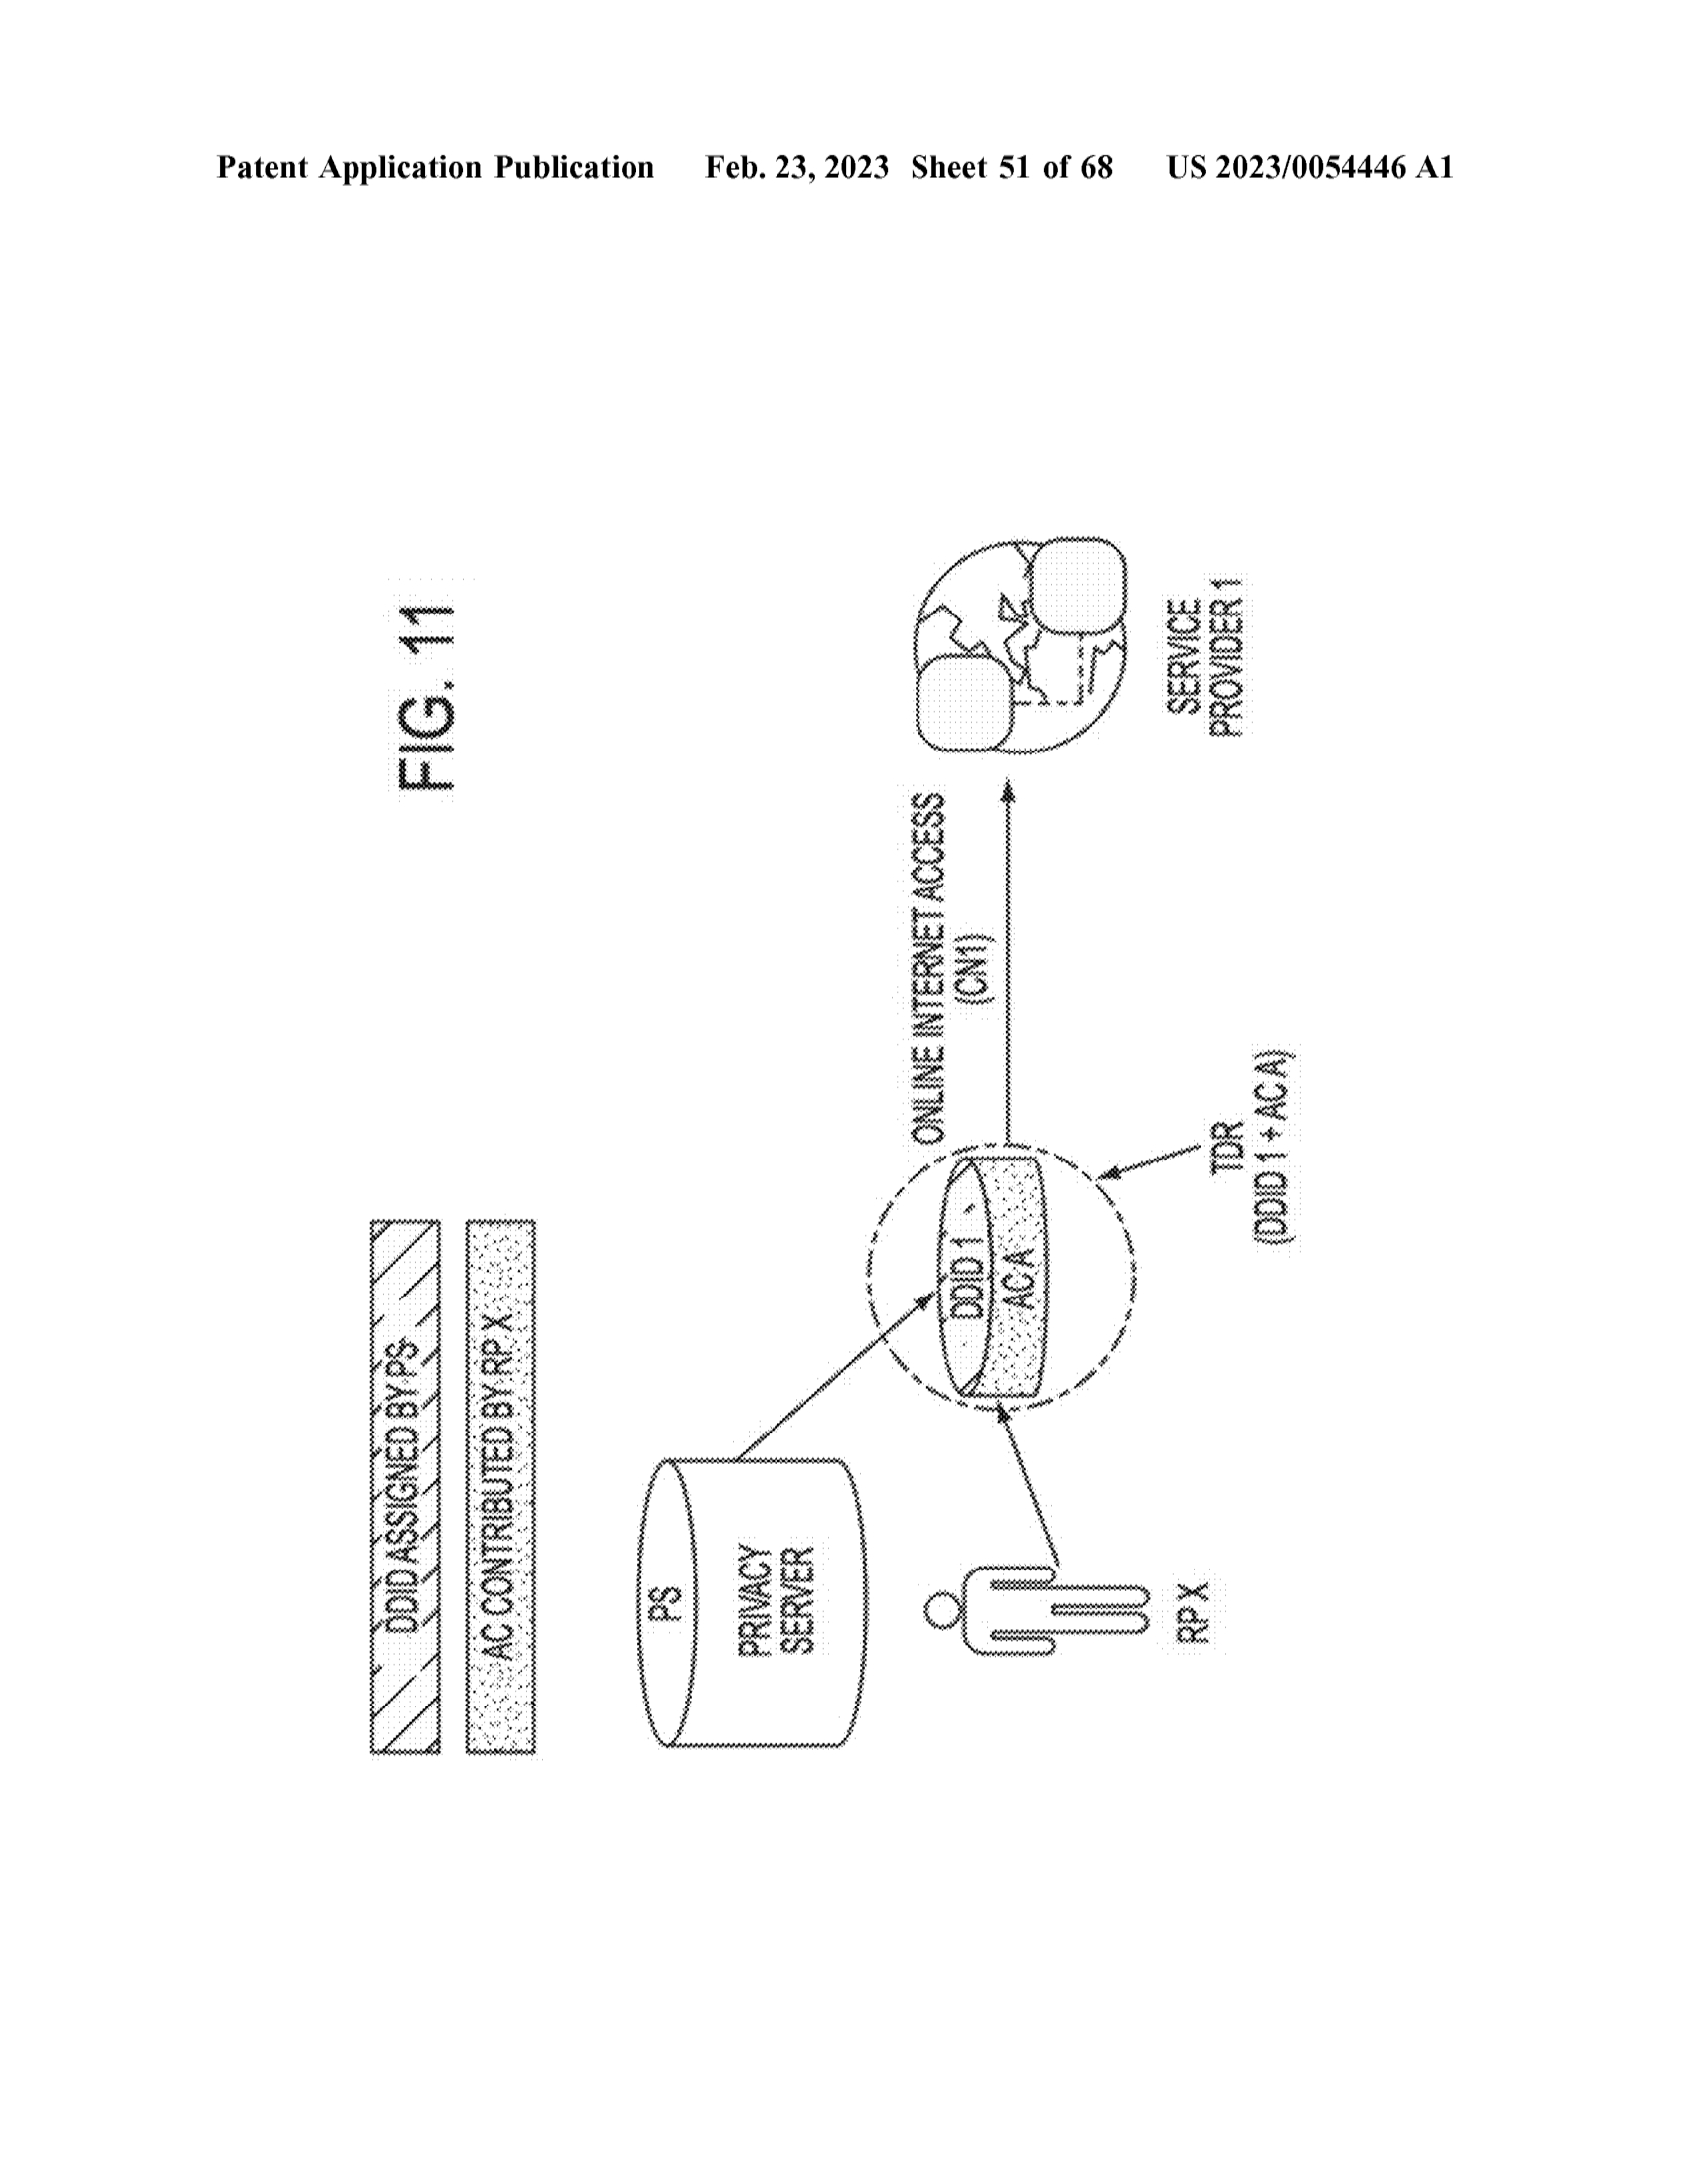 Patent Application Publication Feb. 23, 2023 Sheet 51 of 68 US 2023/0054446 A1
FIG. 11
DDID ASSIGNED BY PS
AC CONTRIBUTED BY RP X
PS
PRIVACY
SERVER
RP X
DDID 1
AC A
ONLINE INTERNET ACCESS
(CN1)
TDR
(DDID 1 + AC A)
SERVICE
PROVIDER 1